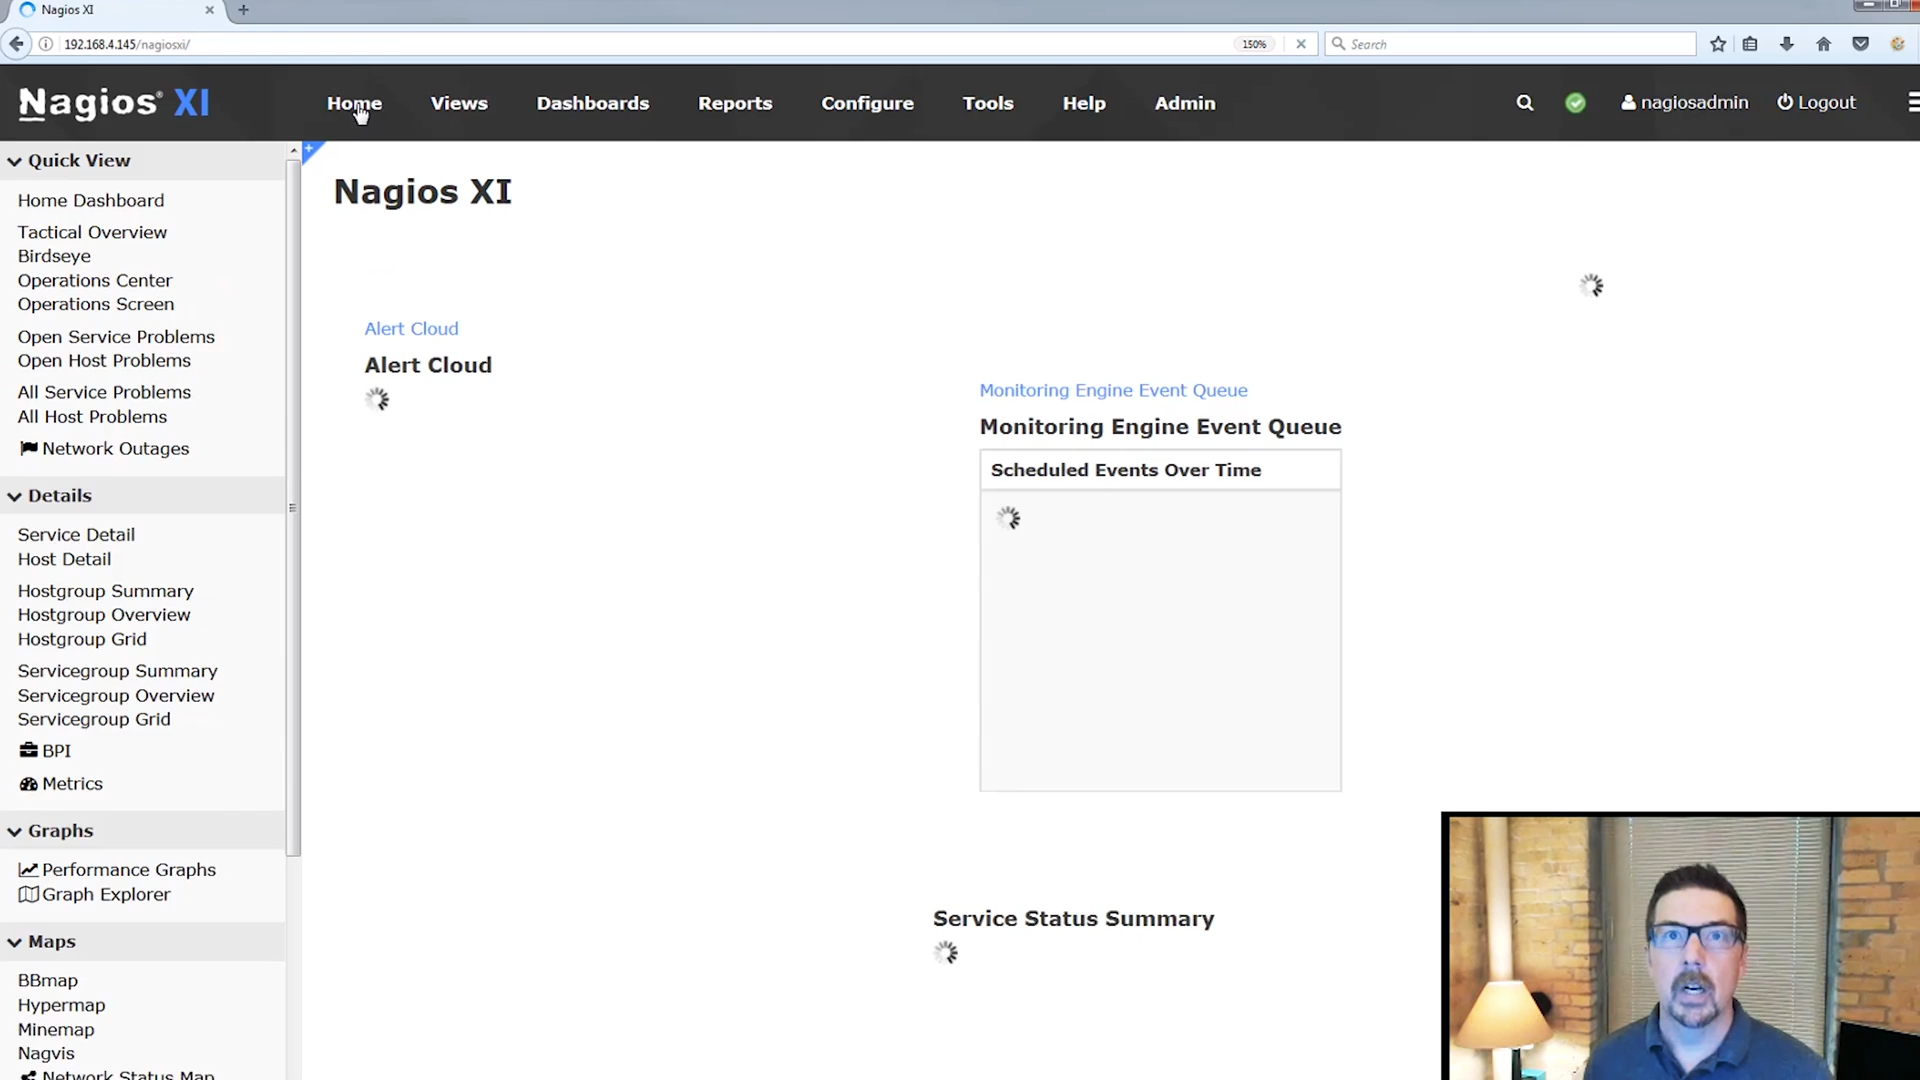 Nagios XI
192.168.4.145/nagiosxi/
150%
Search
Nagios® XI
Home
Views
Dashboards
Reports
Configure
Tools
Help
Admin
nagiosadmin
Logout
Quick View
Home Dashboard
Tactical Overview
Birdseye
Operations Center
Operations Screen
Open Service Problems
Open Host Problems
All Service Problems
All Host Problems
Network Outages
Details
Service Detail
Host Detail
Hostgroup Summary
Hostgroup Overview
Hostgroup Grid
Servicegroup Summary
Servicegroup Overview
Servicegroup Grid
BPI
Metrics
Graphs
Performance Graphs
Graph Explorer
Maps
BBmap
Hypermap
Minemap
Nagvis
Network Status Map
Nagios XI
Alert Cloud
Alert Cloud
Monitoring Engine Event Queue
Monitoring Engine Event Queue
Scheduled Events Over Time
Service Status Summary